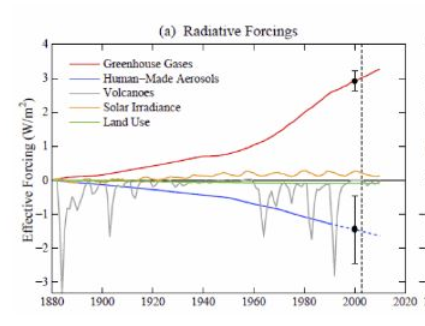 (a) Radiative Forcings
4
3
2
1
0
−1
−2
−3
Effective Forcing (W/m²)
Greenhouse Gases
Human−Made Aerosols
Volcanoes
Solar Irradiance
Land Use
1880 1900 1920 1940 1960 1980 2000 2020